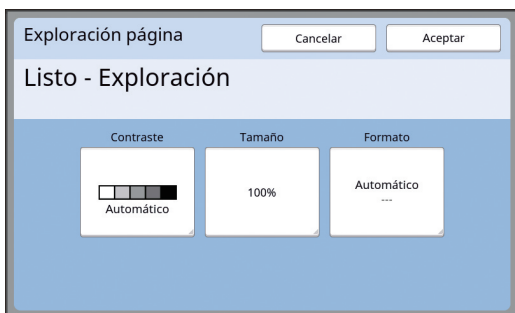 Exploración página
Cancelar
Aceptar
Listo - Exploración
Contraste
Tamaño
Formato
Automático
100%
Automático
---